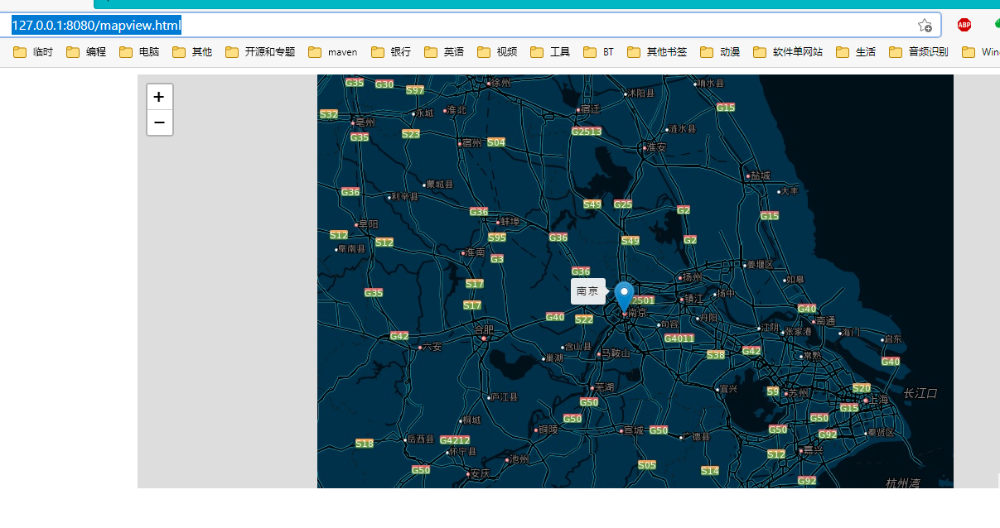 127.0.0.1:8080/mapview.html
ABP
临时 编程 电脑 其他 开源和专题 maven 银行 英语 视频 工具 BT 其他书签 动漫 软件单网站 生活 音频识别 Win
+
−
G35 G30 S97 徐州 沭阳县 响水县
S32 永城 淮北 宿迁 G15
亳州 G35 S23 宿州 S04 G2513 涟水县
淮安
盐城
蒙城县 大丰
G36 利辛县 G36 S49 G25 G2 G15
阜阳 蚌埠
S12 S12 S95 G36 S49 G2
阜南县 淮南 G3
G36 姜堰区
扬州 如皋
G35 S17 南京 2501 镇江 扬中
S17 G40 S22 南京 丹阳 G40 南通
合肥 句容 江阴 张家港 海门 启东
G42 六安 G4011
含山县 马鞍山 S38 G42 常熟 G40
巢湖
芜湖 宜兴 S9 苏州 S20 上海 长江口
庐江县 G50 G15
桐城 G50 G50
铜陵 宣城 G50 广德县 G50 G92 奉贤区
S18 岳西县 G4212
怀宁县 池州 S12 嘉兴
G50 安庆 S05 S14 G92 杭州湾